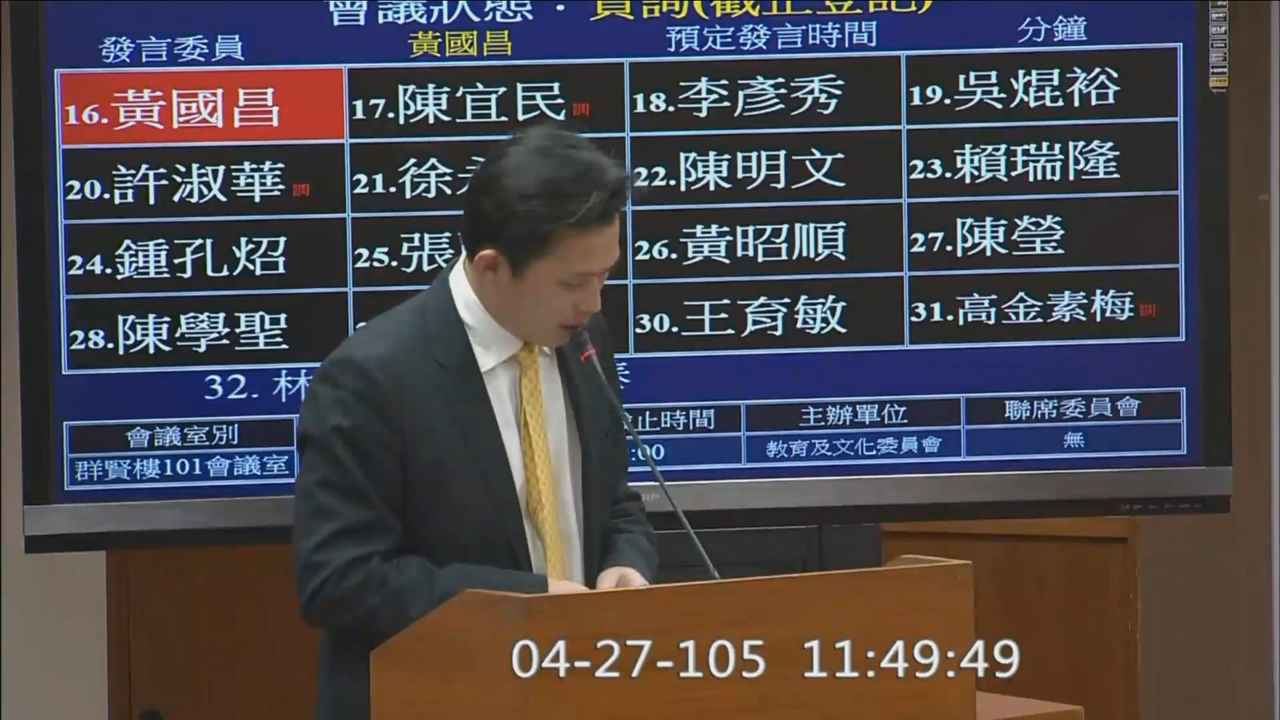 會議狀態：質詢(截止登記)
發言委員 黃國昌 預定發言時間 分鐘
16.黃國昌 17.陳宜民 18.李彥秀 19.吳焜裕
20.許淑華 21.徐 22.陳明文 23.賴瑞隆
24.鍾孔炤 25.張 26.黃昭順 27.陳瑩
28.陳學聖 30.王育敏 31.高金素梅
32. 林
會議室別 止時間 主辦單位 聯席委員會
群賢樓101會議室 :00 教育及文化委員會 無
04-27-105 11:49:49